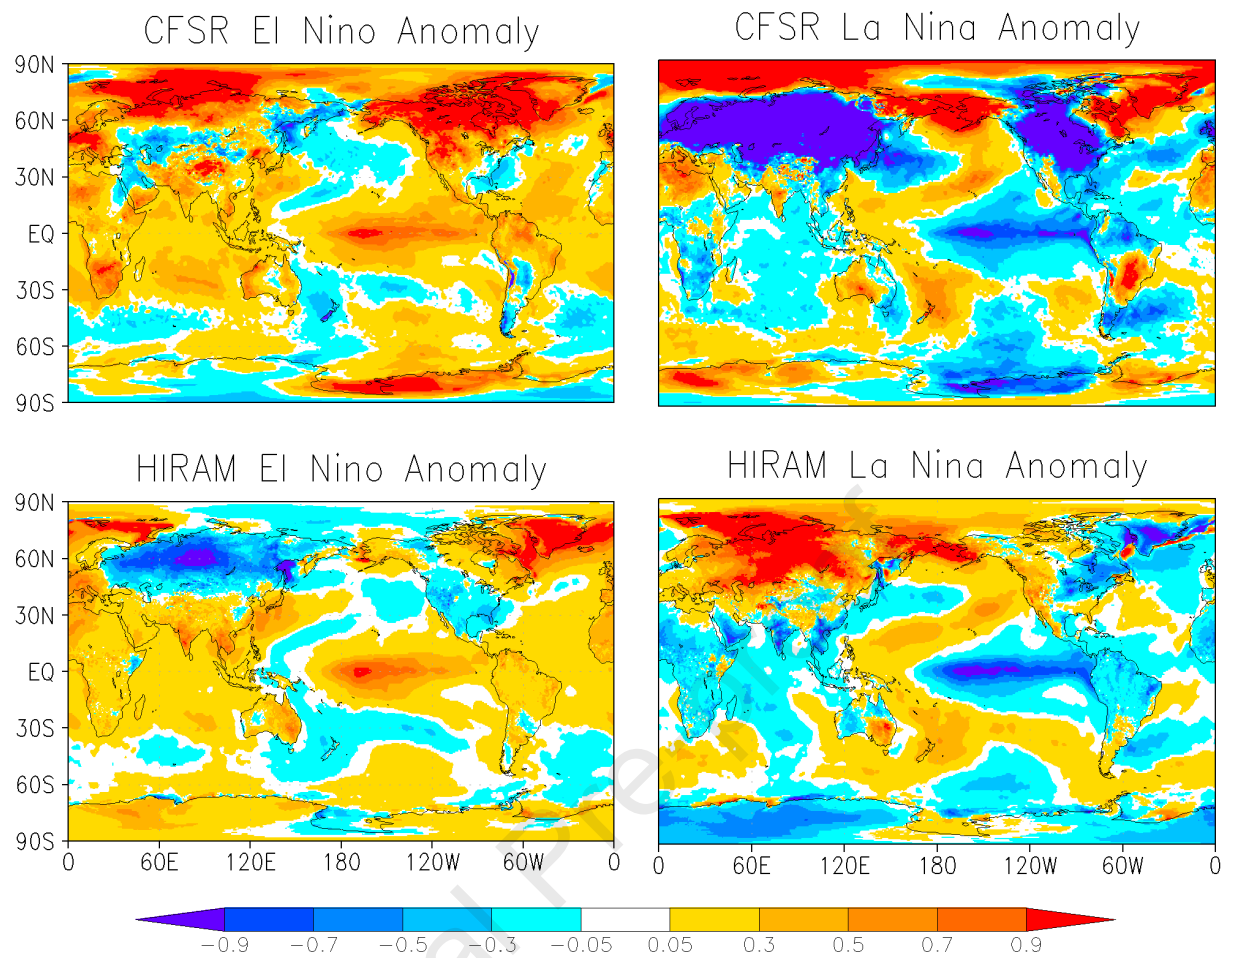 CFSR El Nino Anomaly
CFSR La Nina Anomaly
90N
60N
30N
EQ
30S
60S
90S
HIRAM El Nino Anomaly
HIRAM La Nina Anomaly
90N
60N
30N
EQ
30S
60S
90S
0 60E 120E 180 120W 60W 0
0 60E 120E 180 120W 60W 0
−0.9 −0.7 −0.5 −0.3 −0.05 0.05 0.3 0.5 0.7 0.9
al Pre-proof